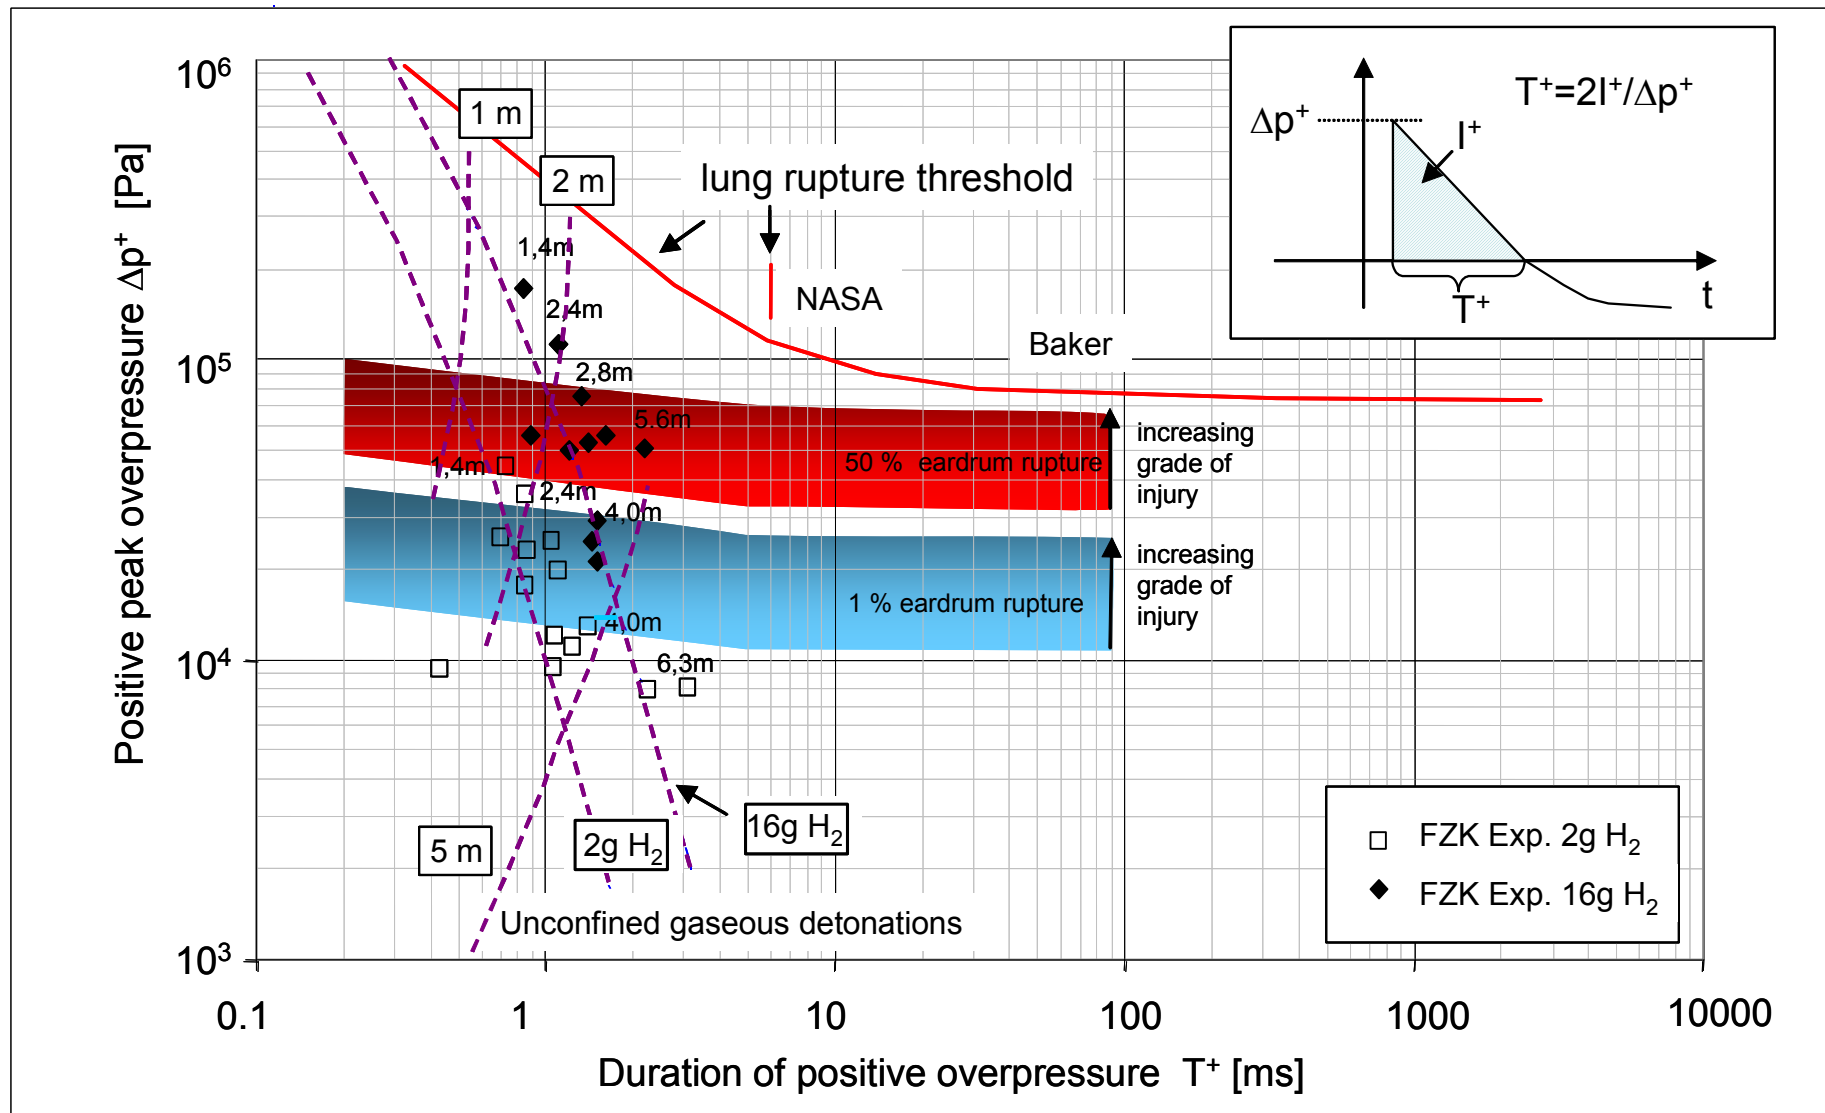 Positive peak overpressure Δp⁺ [Pa]
10⁶
10⁵
10⁴
10³
1 m
2 m
lung rupture threshold
NASA
Baker
Δp⁺
T⁺=2I⁺/Δp⁺
I⁺
T⁺
t
1,4m
2,4m
2,8m
5.6m
1,4m
2,4m
4,0m
4,0m
6,3m
50 % eardrum rupture
increasing
grade of
injury
1 % eardrum rupture
increasing
grade of
injury
5 m
2g H₂
16g H₂
Unconfined gaseous detonations
FZK Exp. 2g H₂
FZK Exp. 16g H₂
0.1
1
10
100
1000
10000
Duration of positive overpressure T⁺ [ms]